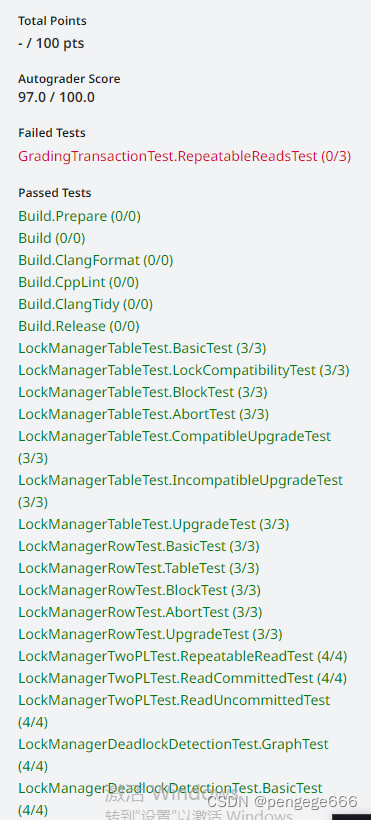 Total Points
- / 100 pts
Autograder Score
97.0 / 100.0
Failed Tests
GradingTransactionTest.RepeatableReadsTest (0/3)
Passed Tests
Build.Prepare (0/0)
Build (0/0)
Build.ClangFormat (0/0)
Build.CppLint (0/0)
Build.ClangTidy (0/0)
Build.Release (0/0)
LockManagerTableTest.BasicTest (3/3)
LockManagerTableTest.LockCompatibilityTest (3/3)
LockManagerTableTest.BlockTest (3/3)
LockManagerTableTest.AbortTest (3/3)
LockManagerTableTest.CompatibleUpgradeTest
(3/3)
LockManagerTableTest.IncompatibleUpgradeTest
(3/3)
LockManagerTableTest.UpgradeTest (3/3)
LockManagerRowTest.BasicTest (3/3)
LockManagerRowTest.TableTest (3/3)
LockManagerRowTest.BlockTest (3/3)
LockManagerRowTest.AbortTest (3/3)
LockManagerRowTest.UpgradeTest (3/3)
LockManagerTwoPLTest.RepeatableReadTest (4/4)
LockManagerTwoPLTest.ReadCommittedTest (4/4)
LockManagerTwoPLTest.ReadUncommittedTest
(4/4)
LockManagerDeadlockDetectionTest.GraphTest
(4/4)
LockManagerDeadlockDetectionTest.BasicTest
(4/4)
激活 Windows
CSDN @pengege666
转到"设置"以激活 Windows